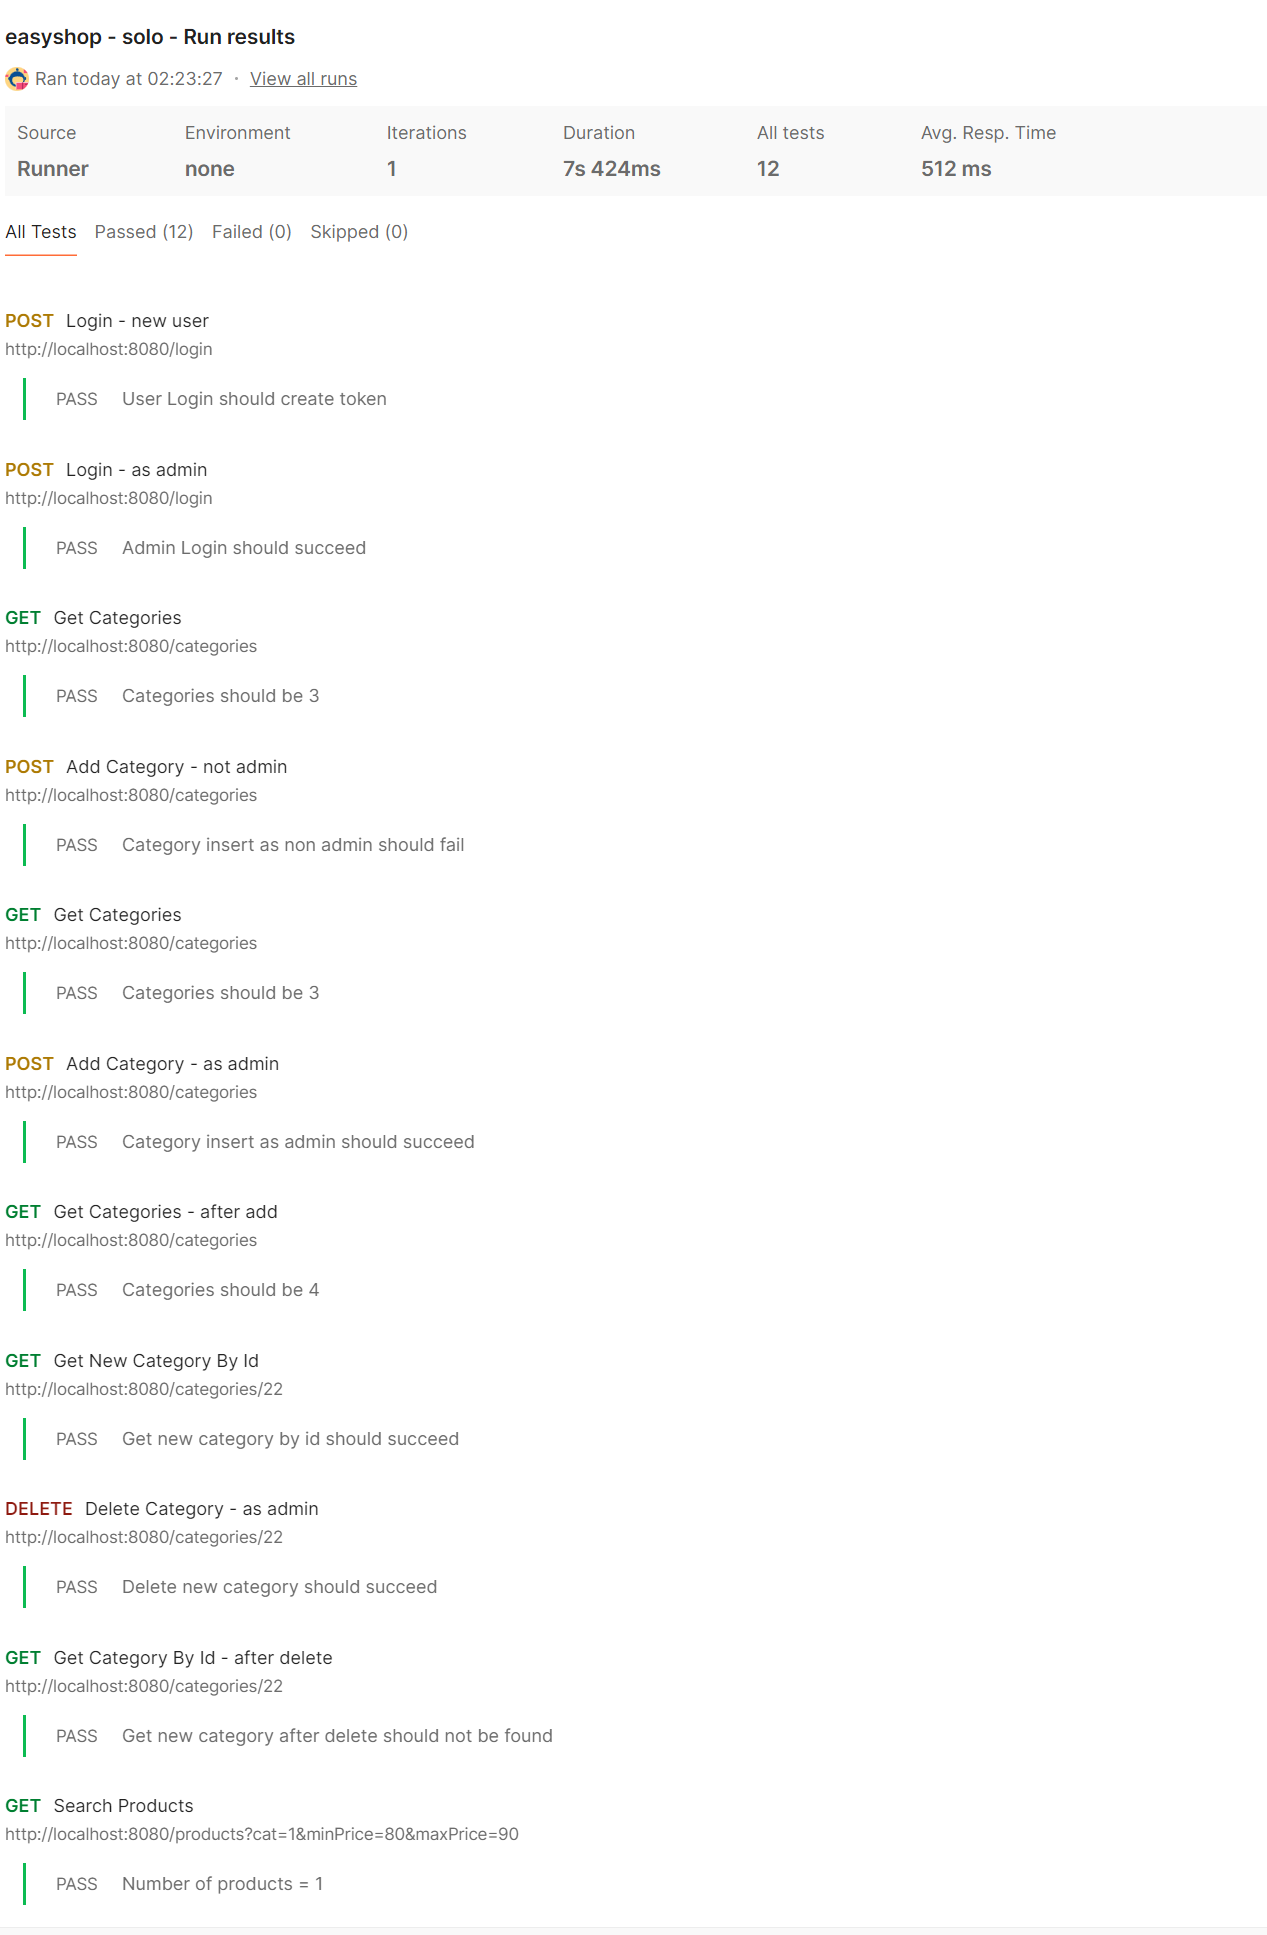 easyshop - solo - Run results
Ran today at 02:23:27 · View all runs
Source Environment Iterations Duration All tests Avg. Resp. Time
Runner none 1 7s 424ms 12 512 ms
All Tests Passed (12) Failed (0) Skipped (0)
POST Login - new user
http://localhost:8080/login
PASS User Login should create token
POST Login - as admin
http://localhost:8080/login
PASS Admin Login should succeed
GET Get Categories
http://localhost:8080/categories
PASS Categories should be 3
POST Add Category - not admin
http://localhost:8080/categories
PASS Category insert as non admin should fail
GET Get Categories
http://localhost:8080/categories
PASS Categories should be 3
POST Add Category - as admin
http://localhost:8080/categories
PASS Category insert as admin should succeed
GET Get Categories - after add
http://localhost:8080/categories
PASS Categories should be 4
GET Get New Category By Id
http://localhost:8080/categories/22
PASS Get new category by id should succeed
DELETE Delete Category - as admin
http://localhost:8080/categories/22
PASS Delete new category should succeed
GET Get Category By Id - after delete
http://localhost:8080/categories/22
PASS Get new category after delete should not be found
GET Search Products
http://localhost:8080/products?cat=1&minPrice=80&maxPrice=90
PASS Number of products = 1